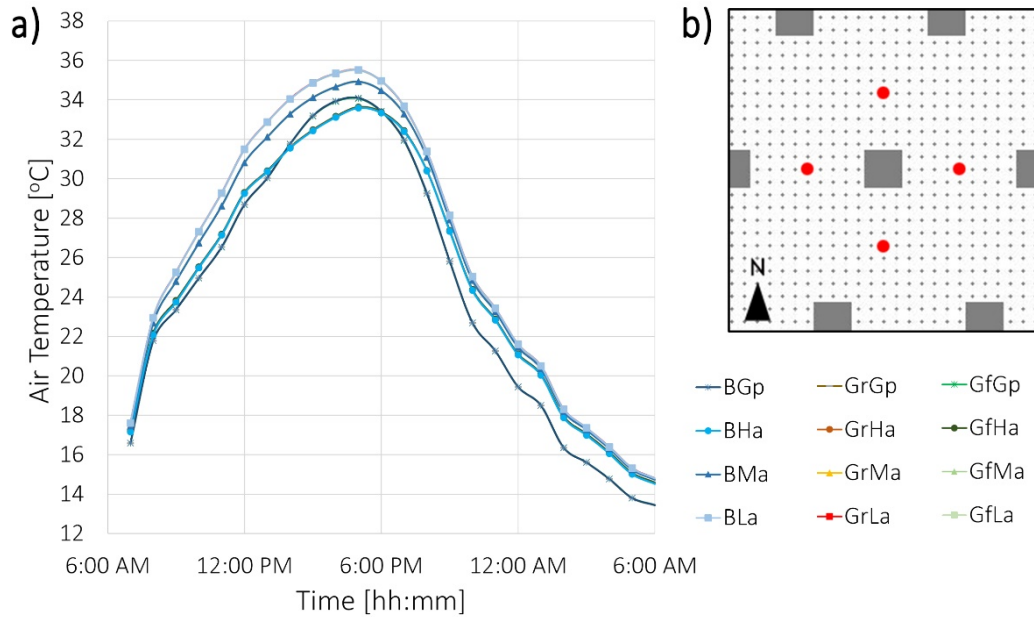 a)
38
36
34
32
30
28
26
24
22
20
18
16
14
12
Air Temperature [°C]
6:00 AM 12:00 PM 6:00 PM 12:00 AM 6:00 AM
Time [hh:mm]
b)
N
BGp GrGp GfGp
BHa GrHa GfHa
BMa GrMa GfMa
BLa GrLa GfLa